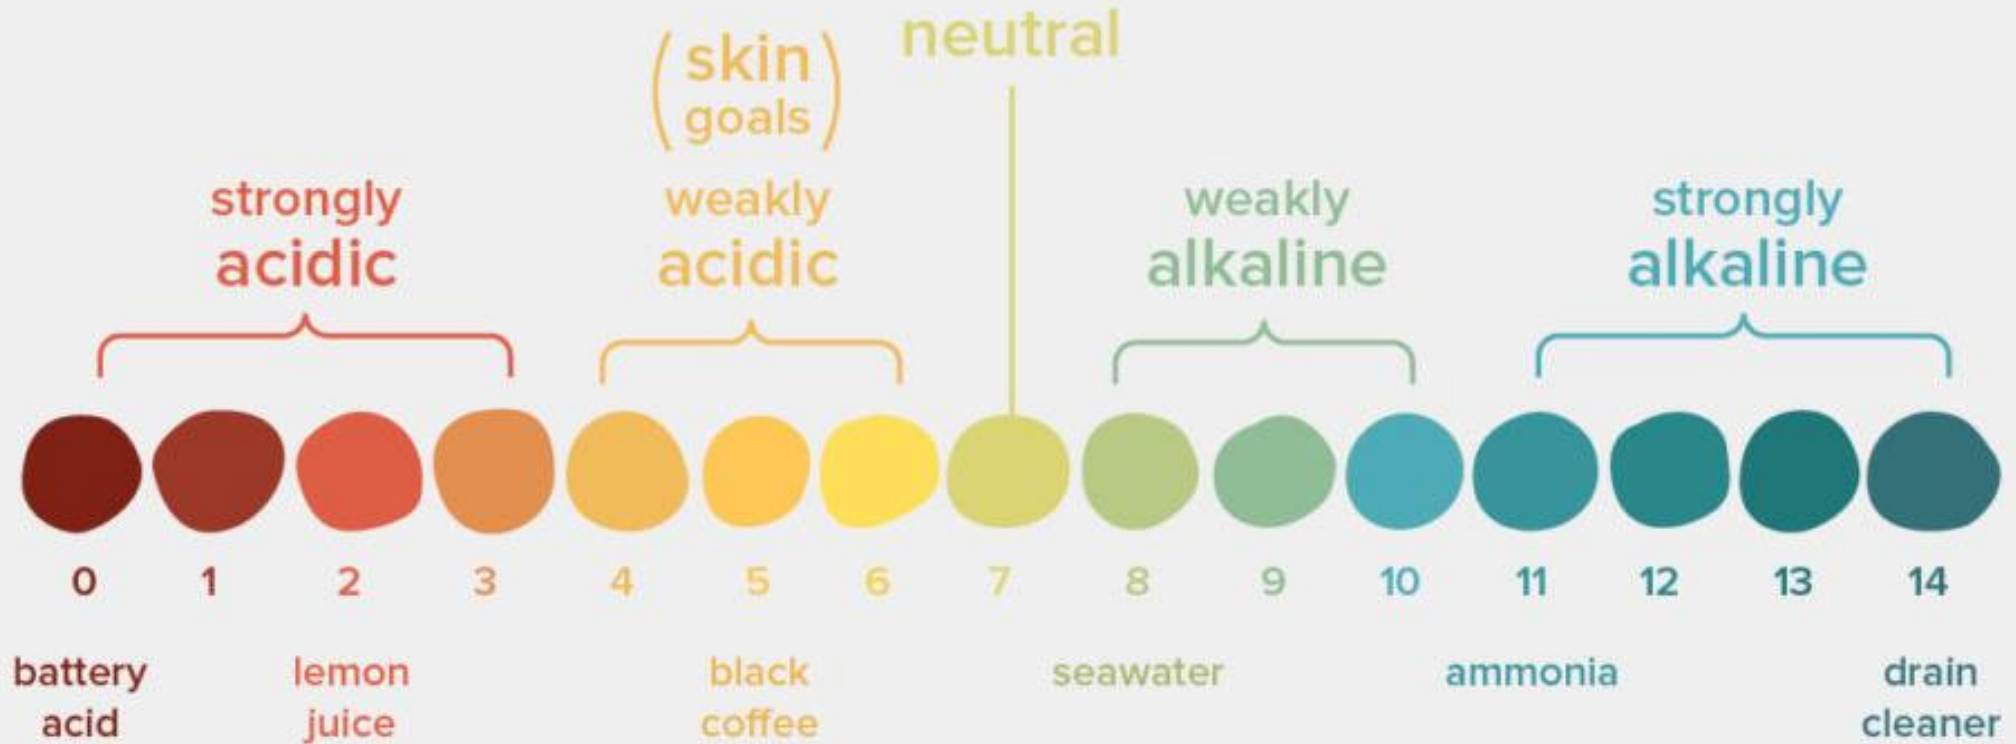 neutral
(skin
goals)
strongly
acidic
weakly
acidic
weakly
alkaline
strongly
alkaline
0 1 2 3 4 5 6 7 8 9 10 11 12 13 14
battery
acid
lemon
juice
black
coffee
seawater
ammonia
drain
cleaner